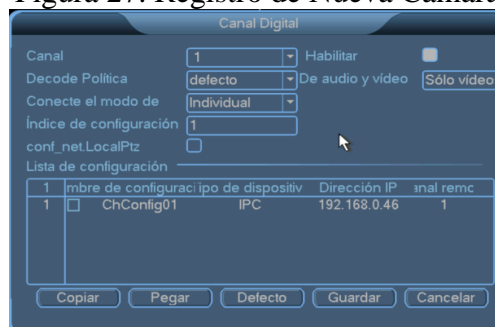 Figura 27. Registro de Nueva Cámara
Canal Digital
Canal 1 Habilitar
Decode Política defecto De audio y vídeo Sólo vídeo
Conecte el modo de Individual
Índice de configuración 1
conf_net.LocalPtz
Lista de configuración
1 mbre de configuraci ipo de dispositiv Dirección IP anal remc
1 ChConfig01 IPC 192.168.0.46 1
Copiar Pegar Defecto Guardar Cancelar